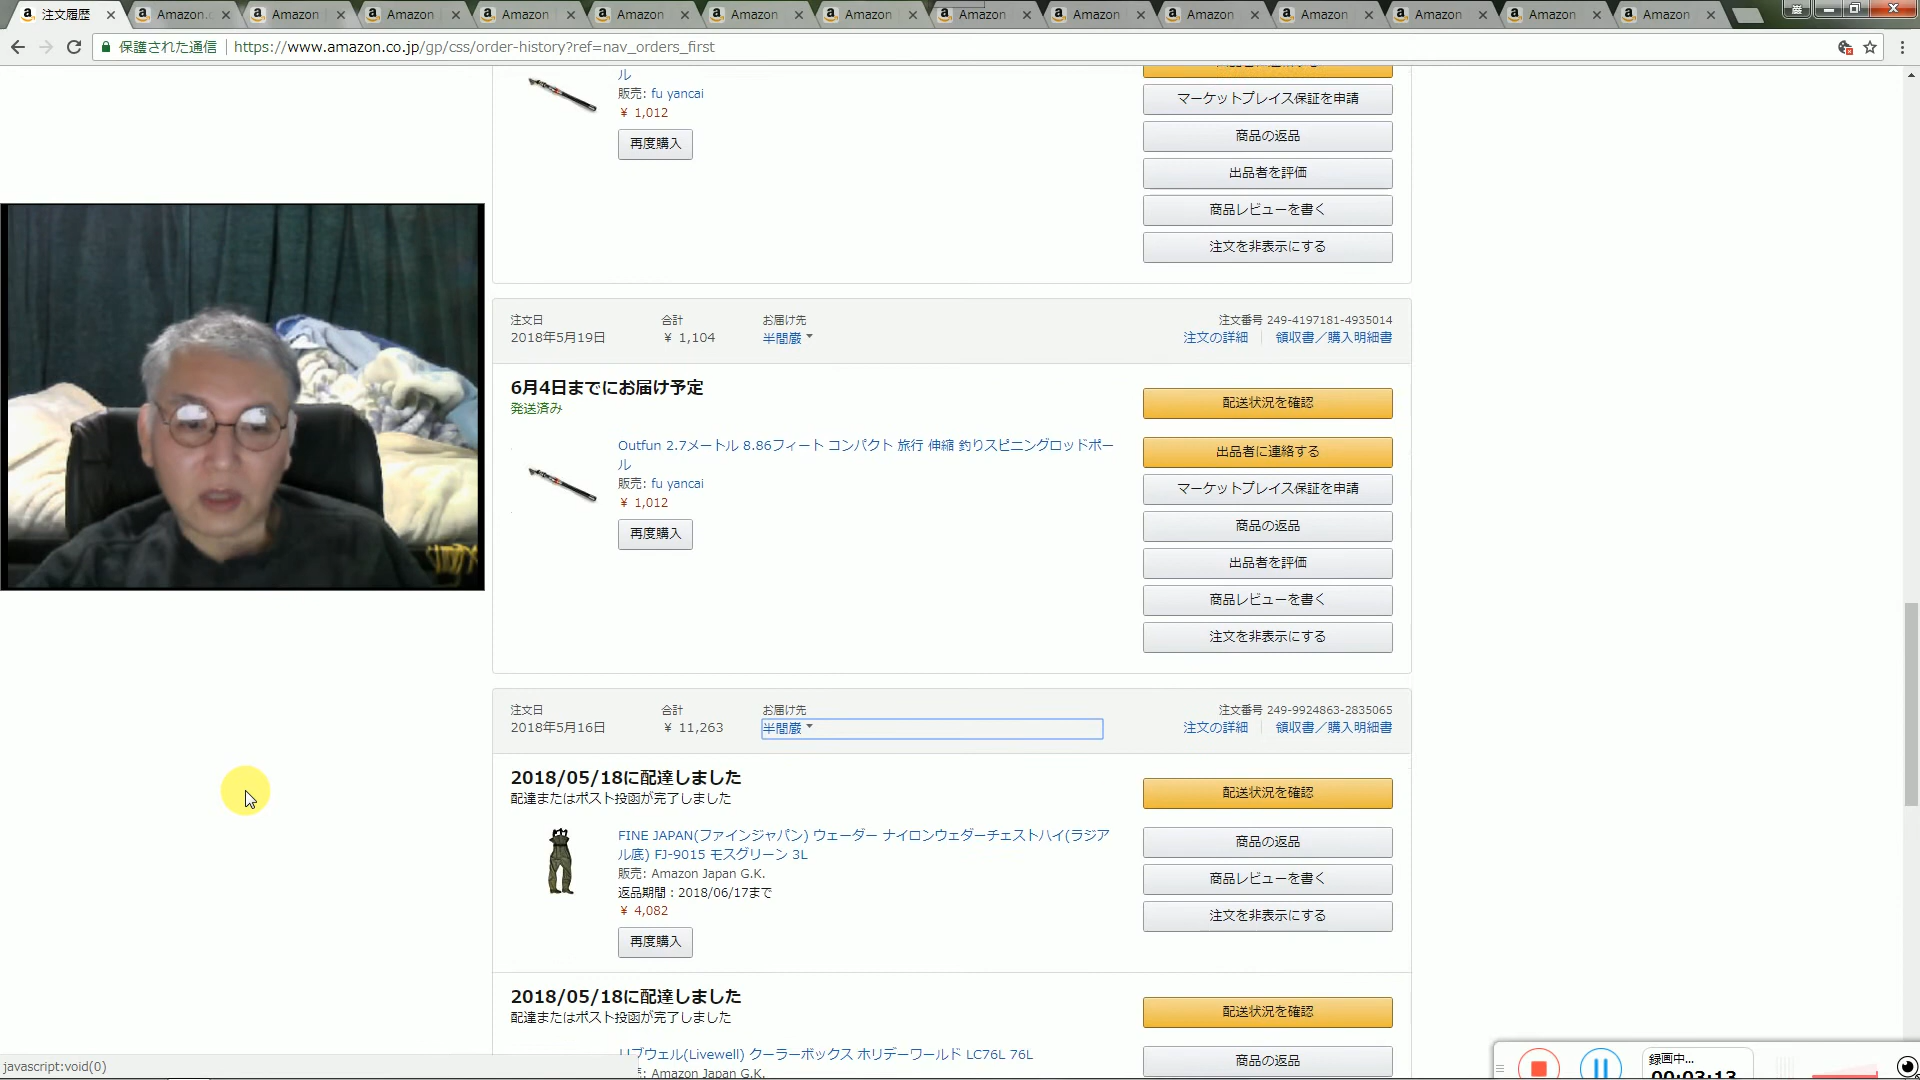 注文履歴
Amazon.c
Amazon
Amazon
Amazon
Amazon
Amazon
Amazon
Amazon
Amazon
Amazon
Amazon
Amazon
Amazon
Amazon
保護された通信
https://www.amazon.co.jp/gp/css/order-history?ref=nav_orders_first
ル
販売: fu yancai
￥ 1,012
再度購入
マーケットプレイス保証を申請
商品の返品
出品者を評価
商品レビューを書く
注文を非表示にする
注文日
合計
お届け先
注文番号 249-4197181-4935014
2018年5月19日
￥ 1,104
半間巌
注文の詳細
領収書／購入明細書
6月4日までにお届け予定
発送済み
配送状況を確認
Outfun 2.7メートル 8.86フィート コンパクト 旅行 伸縮 釣りスピニングロッドポー
ル
販売: fu yancai
￥ 1,012
再度購入
出品者に連絡する
マーケットプレイス保証を申請
商品の返品
出品者を評価
商品レビューを書く
注文を非表示にする
注文日
合計
お届け先
注文番号 249-9924863-2835065
2018年5月16日
￥ 11,263
半間巌
注文の詳細
領収書／購入明細書
2018/05/18に配達しました
配達またはポスト投函が完了しました
配送状況を確認
FINE JAPAN(ファインジャパン) ウェーダー ナイロンウェダーチェストハイ(ラジア
ル底) FJ-9015 モスグリーン 3L
販売: Amazon Japan G.K.
返品期間：2018/06/17まで
￥ 4,082
再度購入
商品の返品
商品レビューを書く
注文を非表示にする
2018/05/18に配達しました
配達またはポスト投函が完了しました
配送状況を確認
リブウェル(Livewell) クーラーボックス ホリデーワールド LC76L 76L
Amazon Japan G.K.
商品の返品
javascript:void(0)
録画中...
00:03:13